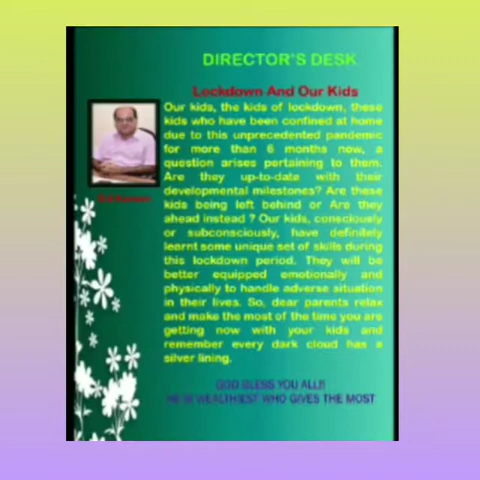 DIRECTOR'S DESK
Lockdown And Our Kids
Our kids, the kids of lockdown, these
kids who have been confined at home
due to this unprecedented pandemic
for more than 6 months now, a
question arises pertaining to them.
Are they up-to-date with their
developmental milestones? Are these
kids being left behind or Are they
ahead instead ? Our kids, consciously
or subconsciously, have definitely
learnt some unique set of skills during
this lockdown period. They will be
better equipped emotionally and
physically to handle adverse situation
in their lives. So, dear parents relax
and make the most of the time you are
getting now with your kids and
remember every dark cloud has a
silver lining.
GOD BLESS YOU ALL!!
HE IS WEALTHIEST WHO GIVES THE MOST